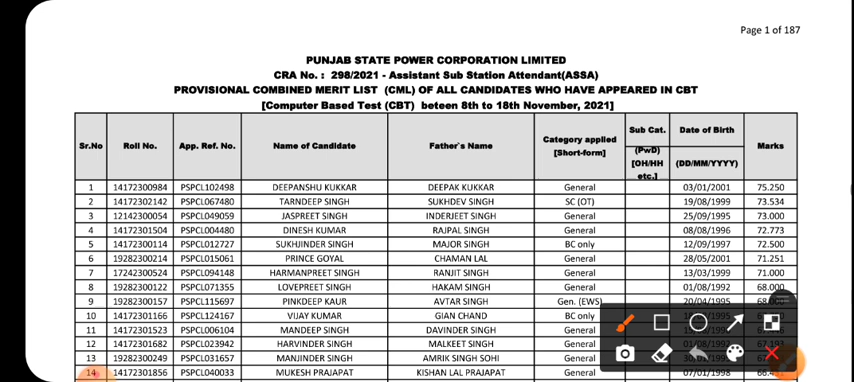 Page 1 of 187
PUNJAB STATE POWER CORPORATION LIMITED
CRA No. : 298/2021 - Assistant Sub Station Attendant(ASSA)
PROVISIONAL COMBINED MERIT LIST (CML) OF ALL CANDIDATES WHO HAVE APPEARED IN CBT
[Computer Based Test (CBT) beteen 8th to 18th November, 2021]
Sr.No Roll No. App. Ref. No. Name of Candidate Father's Name Category applied [Short-form] Sub Cat. (PwD) [OH/HH etc.] Date of Birth (DD/MM/YYYY) Marks
1 14172300984 PSPCL102498 DEEPANSHU KUKKAR DEEPAK KUKKAR General 03/01/2001 75.250
2 14172302142 PSPCL067480 TARNDEEP SINGH SUKHDEV SINGH SC (OT) 19/08/1999 73.534
3 12142300054 PSPCL049059 JASPREET SINGH INDERJEET SINGH General 25/09/1995 73.000
4 14172301504 PSPCL004480 DINESH KUMAR RAJPAL SINGH General 08/08/1996 72.773
5 14172300114 PSPCL012727 SUKHJINDER SINGH MAJOR SINGH BC only 12/09/1997 72.500
6 19282300214 PSPCL015061 PRINCE GOYAL CHAMAN LAL General 28/05/2001 71.251
7 17242300524 PSPCL094148 HARMANPREET SINGH RANJIT SINGH General 13/03/1999 71.000
8 19282300122 PSPCL071355 LOVEPREET SINGH HAKAM SINGH General 01/08/1992 68.000
9 19282300157 PSPCL115697 PINKDEEP KAUR AVTAR SINGH Gen. (EWS) 20/04/1995
10 14172301166 PSPCL124167 VIJAY KUMAR GIAN CHAND BC only
11 14172301523 PSPCL006104 MANDEEP SINGH DAVINDER SINGH General
12 14172301682 PSPCL023942 HARVINDER SINGH MALKEET SINGH General 01/08/1992 67.193
13 19282300249 PSPCL031657 MANJINDER SINGH AMRIK SINGH SOHI General
14 14172301856 PSPCL040033 MUKESH PRAJAPAT KISHAN LAL PRAJAPAT General 07/01/1998